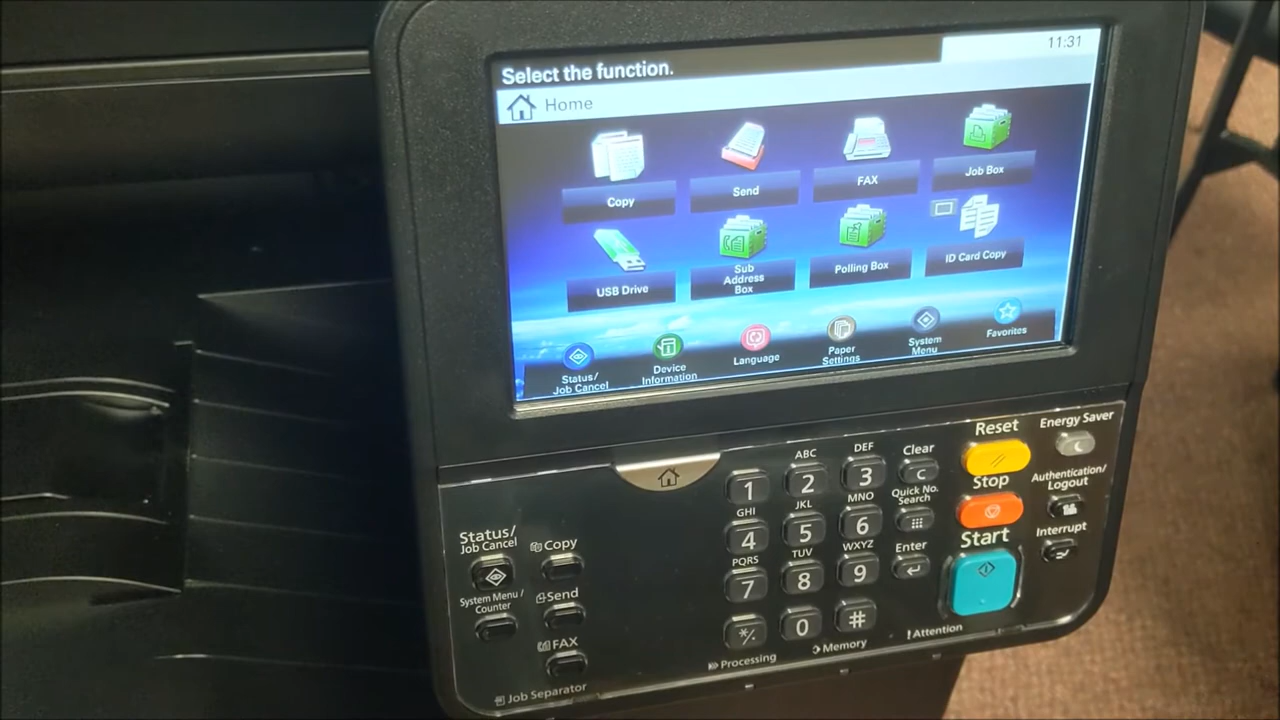 11:31
Select the function.
Home
Copy
Send
FAX
Job Box
USB Drive
Sub
Address
Box
Polling Box
ID Card Copy
Status/
Job Cancel
Device
Information
Language
Paper
Settings
System
Menu
Favorites
Status/
Job Cancel
System Menu /
Counter
Copy
Send
FAX
Job Separator
1
ABC
2
DEF
3
GHI
4
JKL
5
MNO
6
PQRS
7
TUV
8
WXYZ
9
*/.
0
#
Clear
C
Quick No.
Search
Enter
Reset
Stop
Start
Energy Saver
Authentication/
Logout
Interrupt
Processing
Memory
Attention